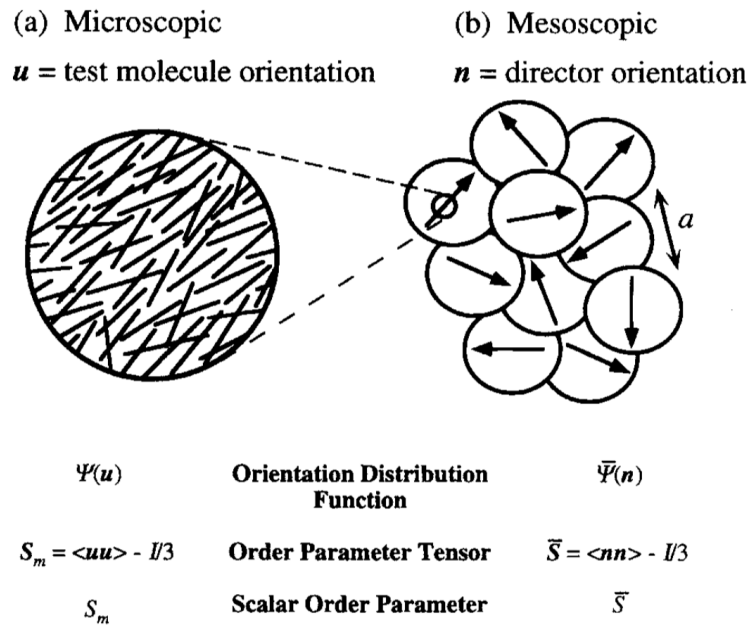 (a) Microscopic
u = test molecule orientation
(b) Mesoscopic
n = director orientation
a
Ψ(u) Orientation Distribution Function Ψ̅(n)
S_m = <uu> - I/3 Order Parameter Tensor S̅ = <nn> - I/3
S_m Scalar Order Parameter S̅